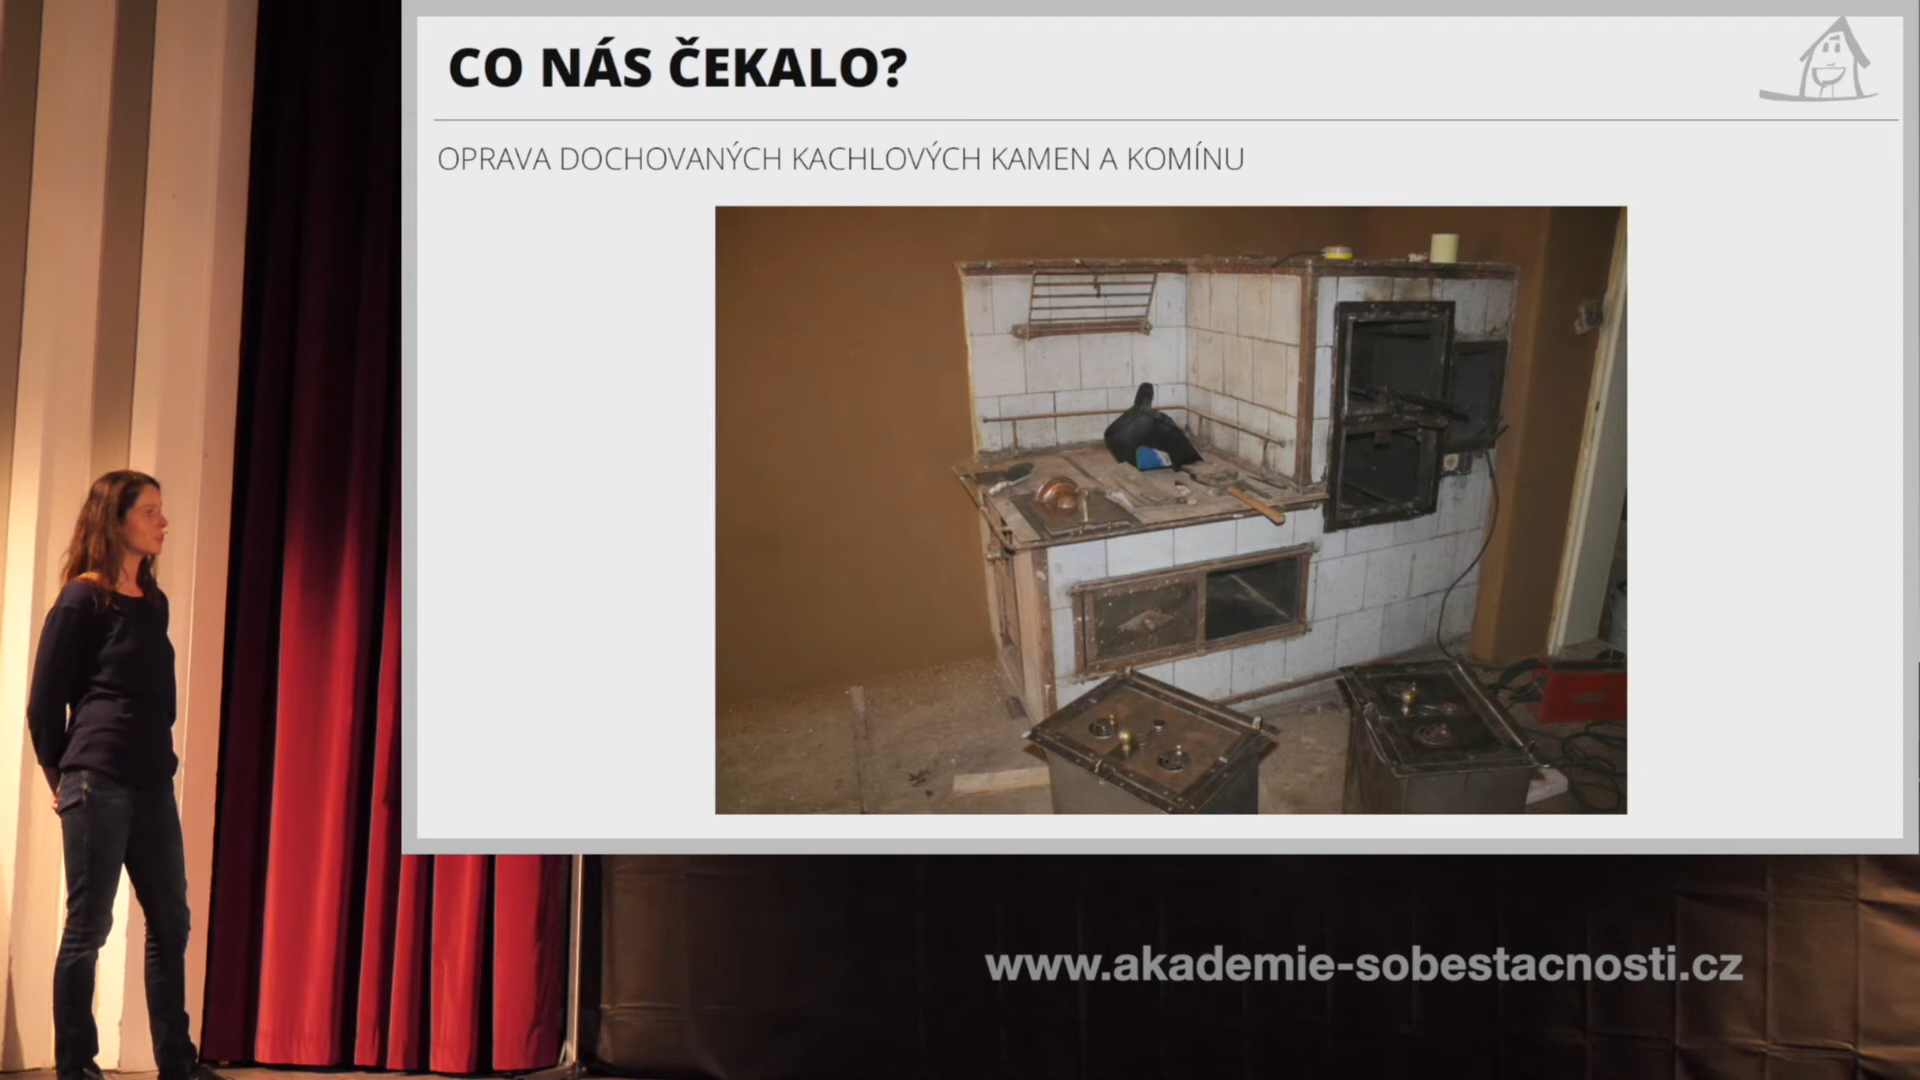 CO NÁS ČEKALO?
OPRAVA DOCHOVANÝCH KACHLOVÝCH KAMEN A KOMÍNU
www.akademie-sobestacnosti.cz